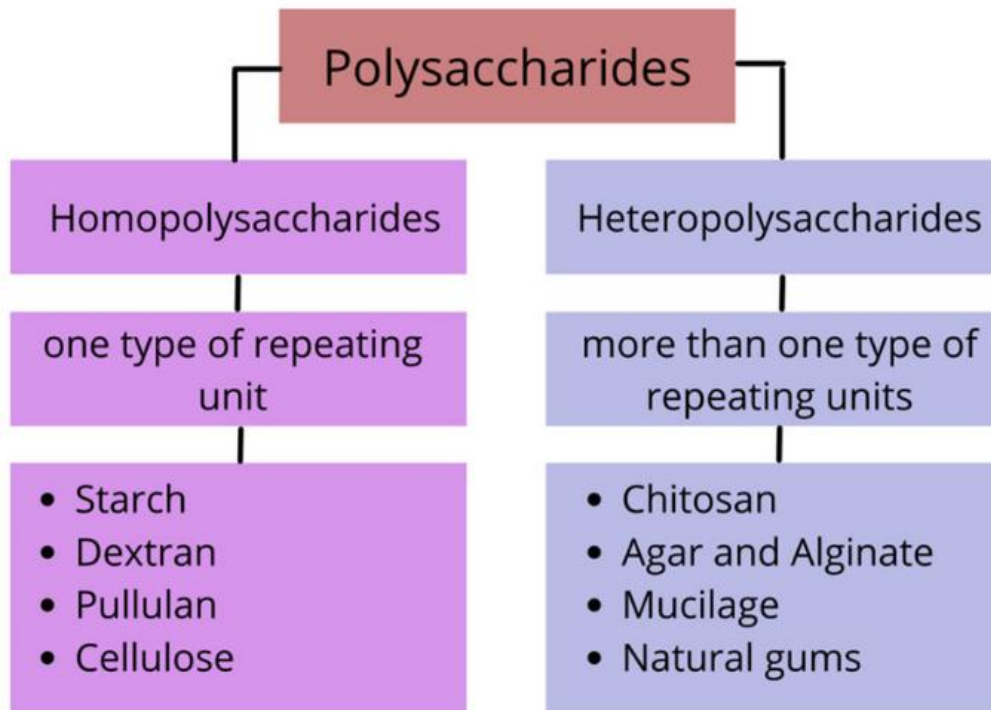 Polysaccharides
Homopolysaccharides
one type of repeating
unit
• Starch
• Dextran
• Pullulan
• Cellulose
Heteropolysaccharides
more than one type of
repeating units
• Chitosan
• Agar and Alginate
• Mucilage
• Natural gums